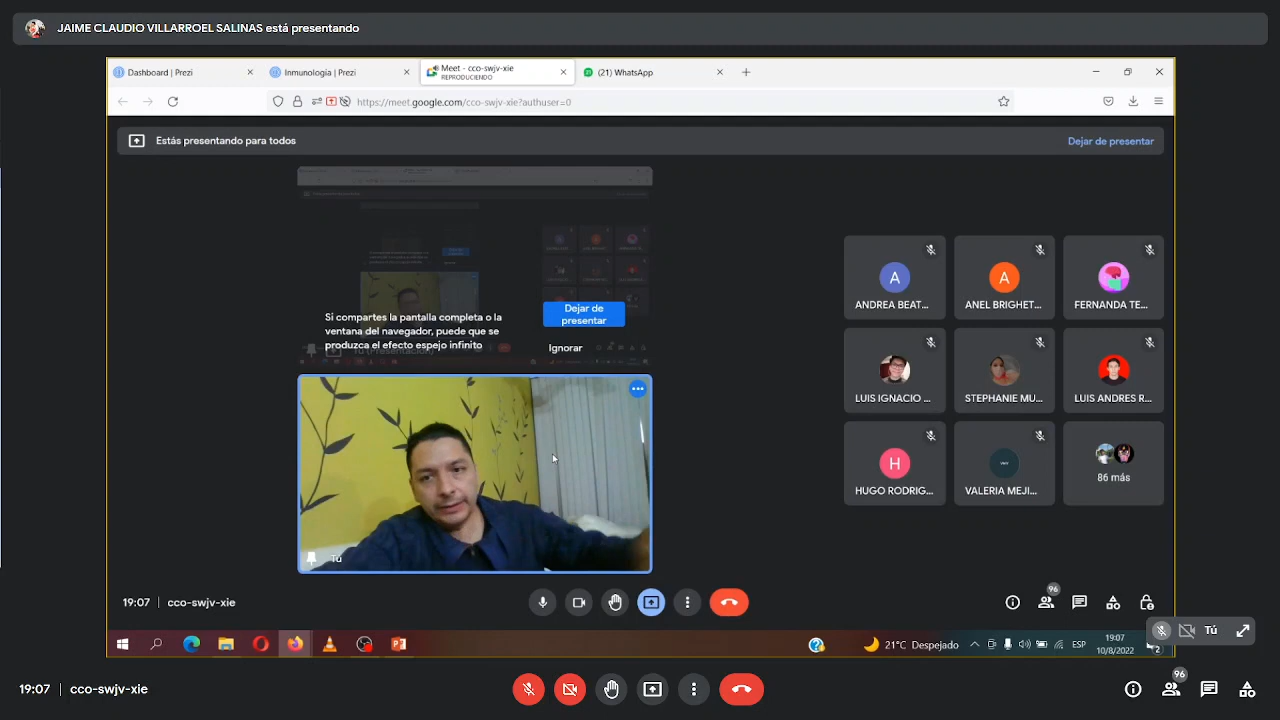 JAIME CLAUDIO VILLARROEL SALINAS está presentando
Dashboard | Prezi
Inmunología | Prezi
Meet - cco-swjv-xie
REPRODUCIENDO
(21) WhatsApp
https://meet.google.com/cco-swjv-xie?authuser=0
Estás presentando para todos
Dejar de presentar
Si compartes la pantalla completa o la
ventana del navegador, puede que se
produzca el efecto espejo infinito
Dejar de
presentar
Ignorar
Tú (Presentación)
A
ANDREA BEAT...
A
ANEL BRIGHET...
FERNANDA TE...
LUIS IGNACIO ...
STEPHANIE MU...
LUIS ANDRES R...
H
HUGO RODRIG...
VALERIA MEJI...
86 más
Tú
19:07 | cco-swjv-xie
96
21°C Despejado
ESP
19:07
10/8/2022
2
Tú
19:07 | cco-swjv-xie
96